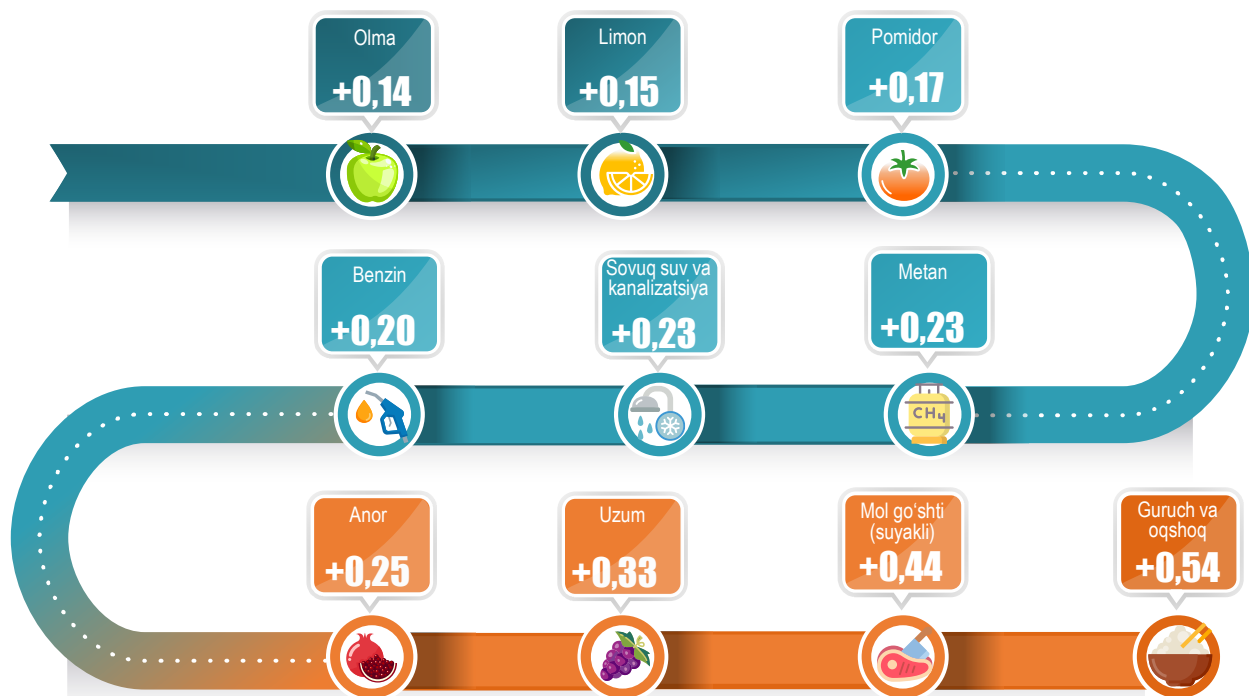 Olma
+0,14
Limon
+0,15
Pomidor
+0,17
Benzin
+0,20
Sovuq suv va
kanalizatsiya
+0,23
Metan
+0,23
CH4
Anor
+0,25
Uzum
+0,33
Mol go‘shti
(suyakli)
+0,44
Guruch va
oqshoq
+0,54